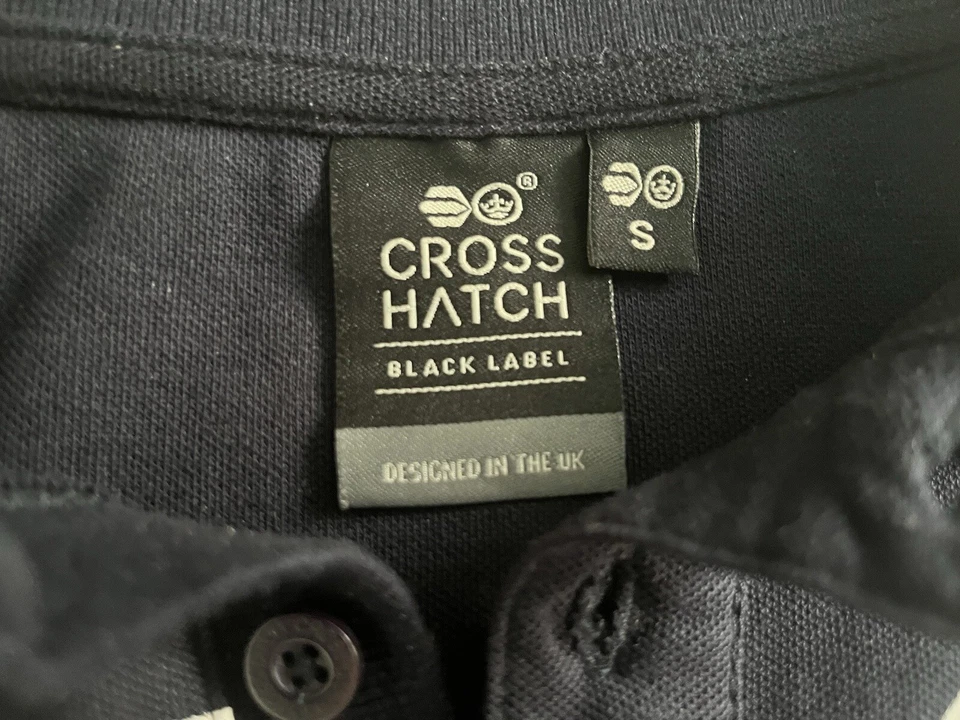 ®
CROSS
HATCH
BLACK LABEL
DESIGNED IN THE UK
S